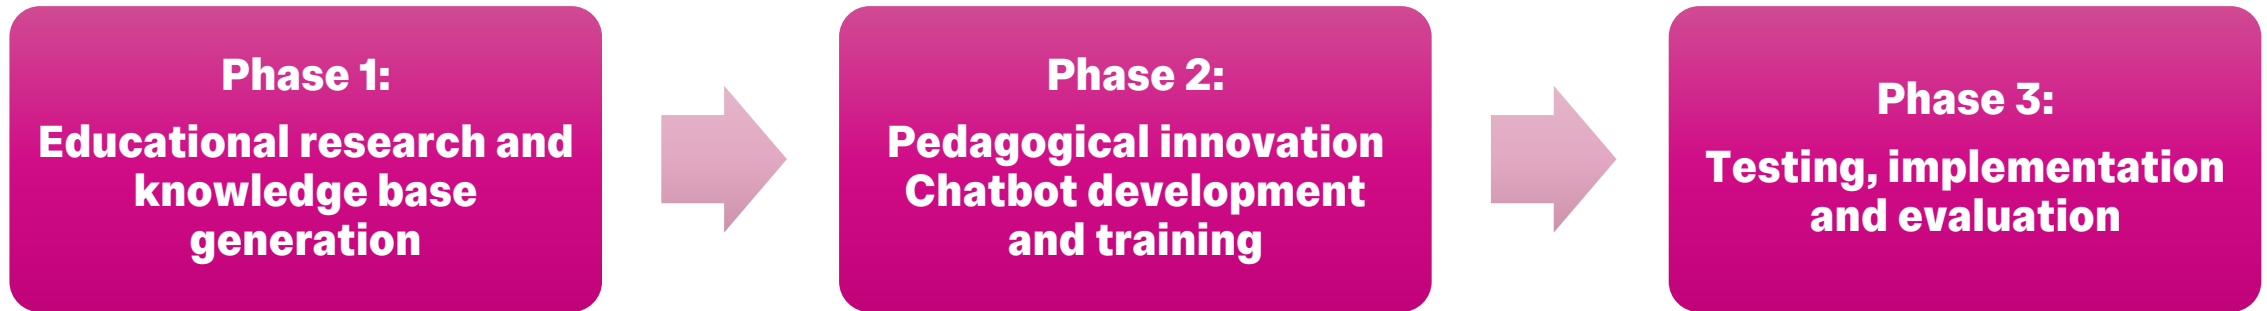 Phase 1:
Educational research and
knowledge base
generation
Phase 2:
Pedagogical innovation
Chatbot development
and training
Phase 3:
Testing, implementation
and evaluation